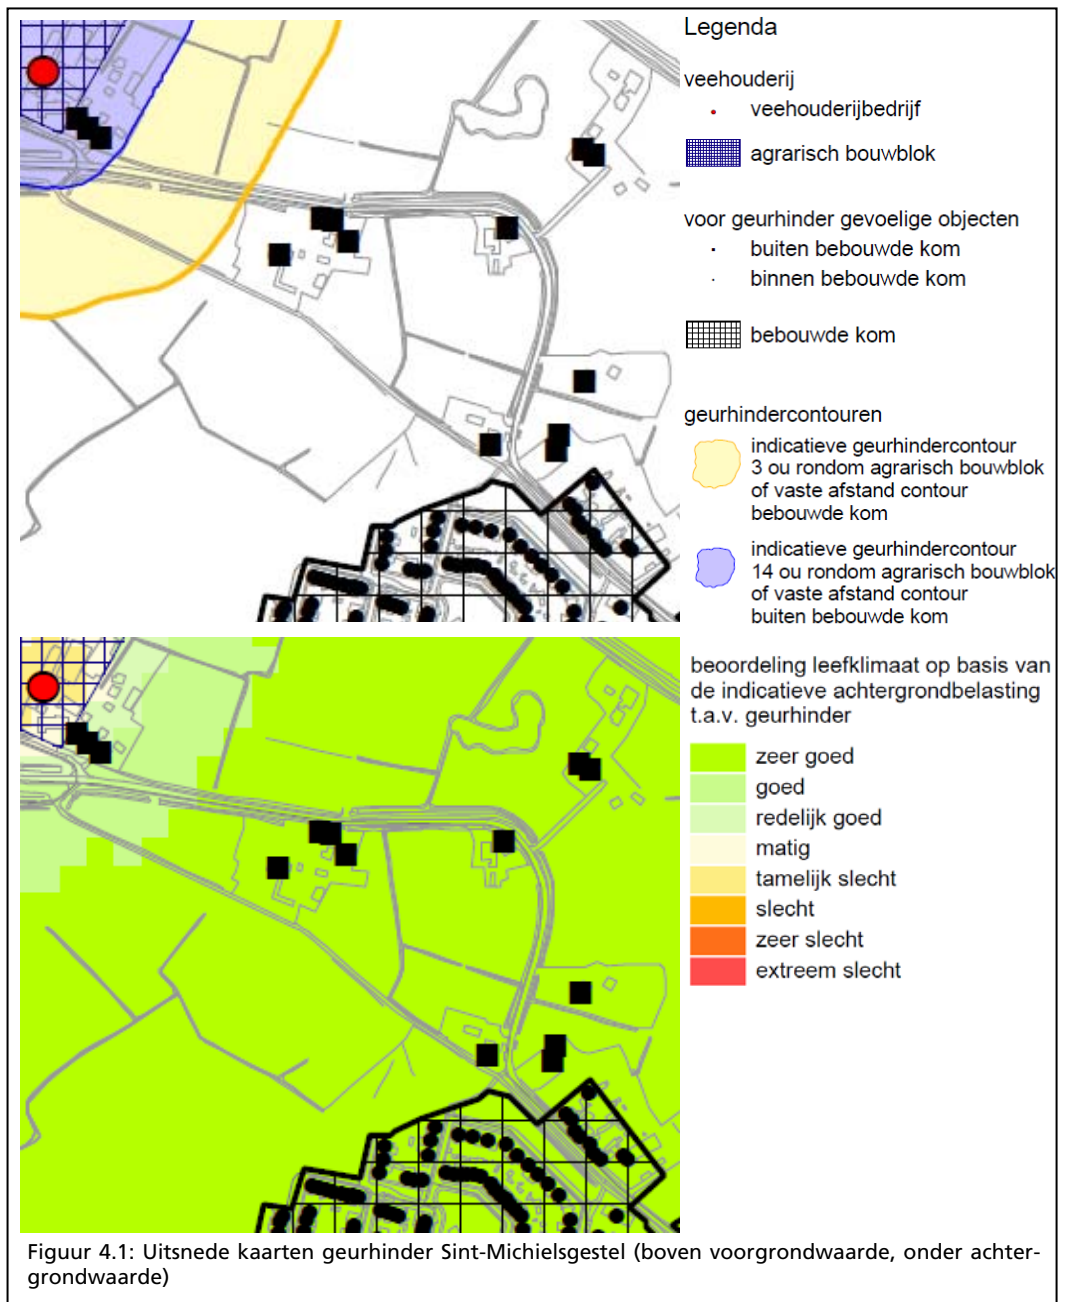 Legenda
veehouderij
veehouderijbedrijf
agrarisch bouwblok
voor geurhinder gevoelige objecten
buiten bebouwde kom
binnen bebouwde kom
bebouwde kom
geurhindercontouren
indicatieve geurhindercontour
3 ou rondom agrarisch bouwblok
of vaste afstand contour
bebouwde kom
indicatieve geurhindercontour
14 ou rondom agrarisch bouwblok
of vaste afstand contour
buiten bebouwde kom
beoordeling leefklimaat op basis van
de indicatieve achtergrondbelasting
t.a.v. geurhinder
zeer goed
goed
redelijk goed
matig
tamelijk slecht
slecht
zeer slecht
extreem slecht
Figuur 4.1: Uitsnede kaarten geurhinder Sint-Michielsgestel (boven voorgrondwaarde, onder achter-
grondwaarde)